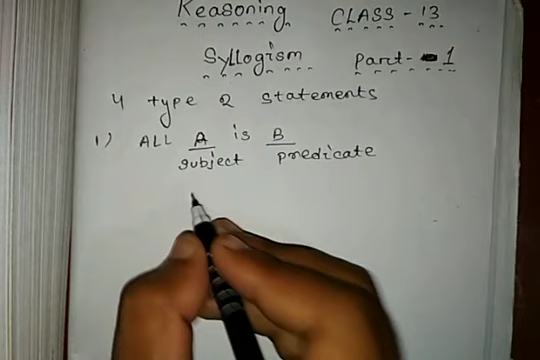 Reasoning CLASS - 13
Syllogism Part - 1
4 type 2 statements
1) ALL A is B
subject predicate